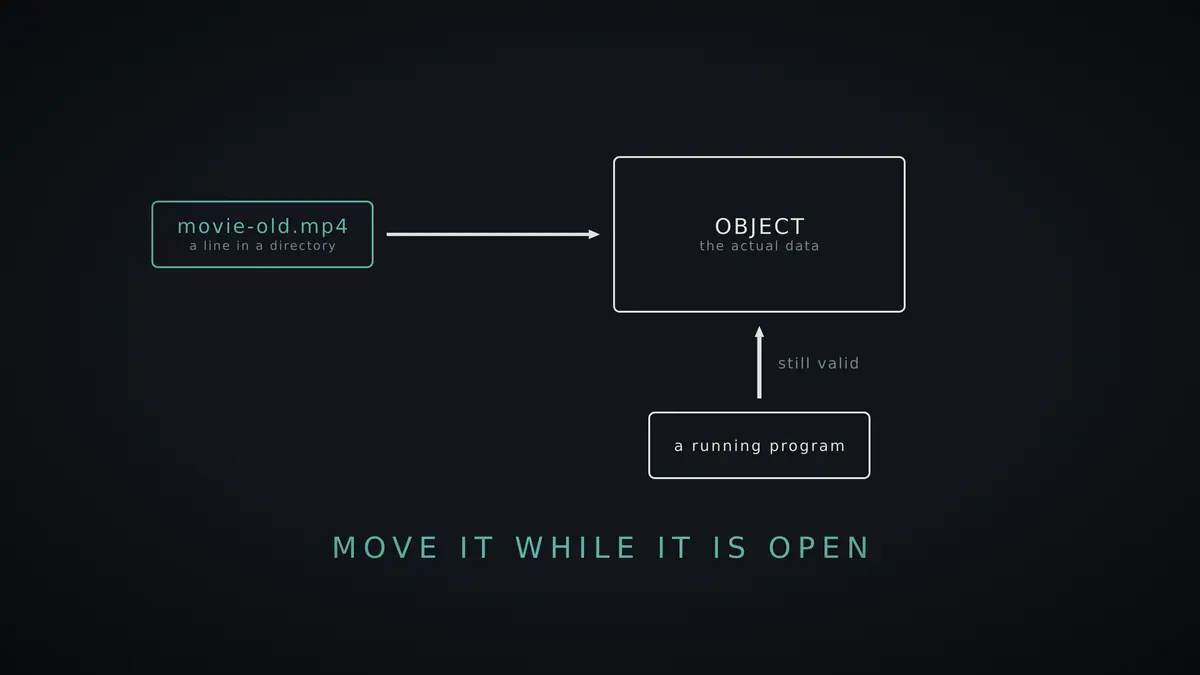 movie-old.mp4
a line in a directory
OBJECT
the actual data
still valid
a running program
MOVE IT WHILE IT IS OPEN